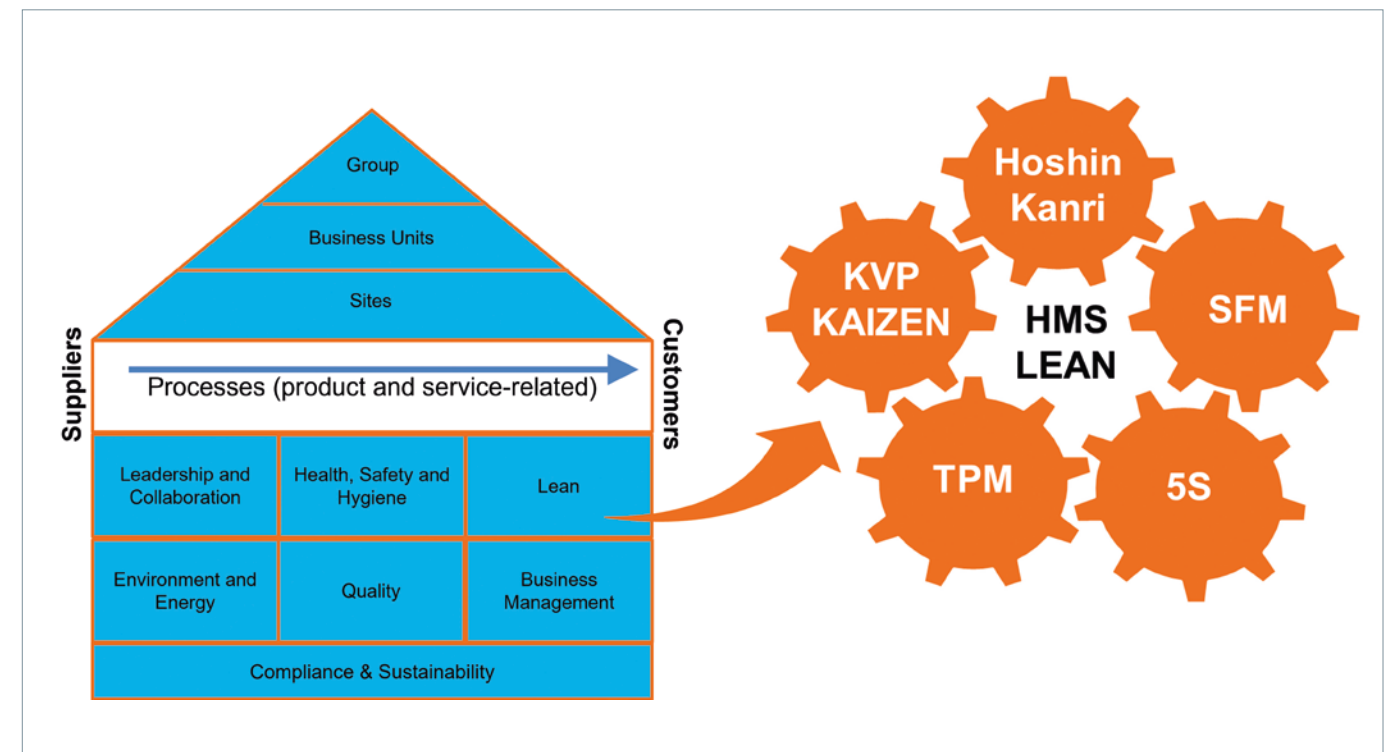 Group
Business Units
Sites
Suppliers
Processes (product and service-related)
Customers
Leadership and
Collaboration
Health, Safety and
Hygiene
Lean
Environment and
Energy
Quality
Business
Management
Compliance & Sustainability
Hoshin
Kanri
KVP
KAIZEN
SFM
HMS
LEAN
TPM
5S